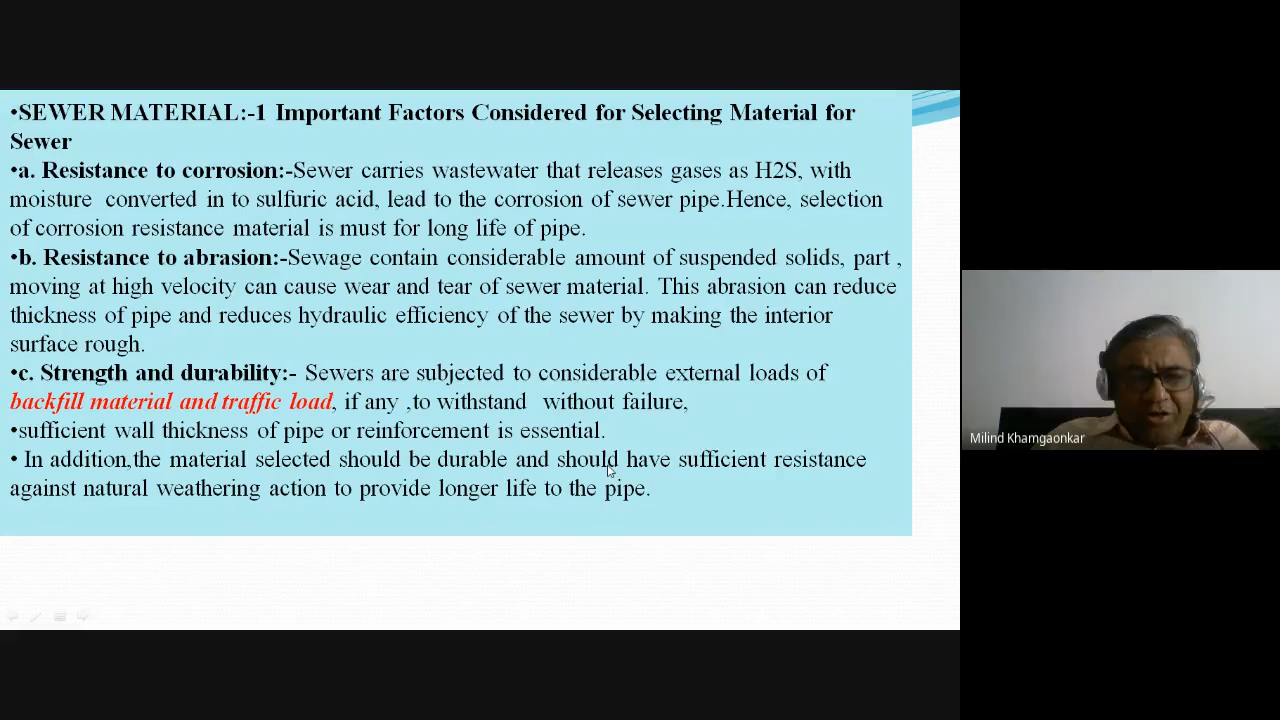 •SEWER MATERIAL:-1 Important Factors Considered for Selecting Material for
Sewer
•a. Resistance to corrosion:-Sewer carries wastewater that releases gases as H2S, with
moisture converted in to sulfuric acid, lead to the corrosion of sewer pipe.Hence, selection
of corrosion resistance material is must for long life of pipe.
•b. Resistance to abrasion:-Sewage contain considerable amount of suspended solids, part ,
moving at high velocity can cause wear and tear of sewer material. This abrasion can reduce
thickness of pipe and reduces hydraulic efficiency of the sewer by making the interior
surface rough.
•c. Strength and durability:- Sewers are subjected to considerable external loads of
backfill material and traffic load, if any ,to withstand without failure,
•sufficient wall thickness of pipe or reinforcement is essential.
• In addition,the material selected should be durable and should have sufficient resistance
against natural weathering action to provide longer life to the pipe.
Milind Khamgaonkar